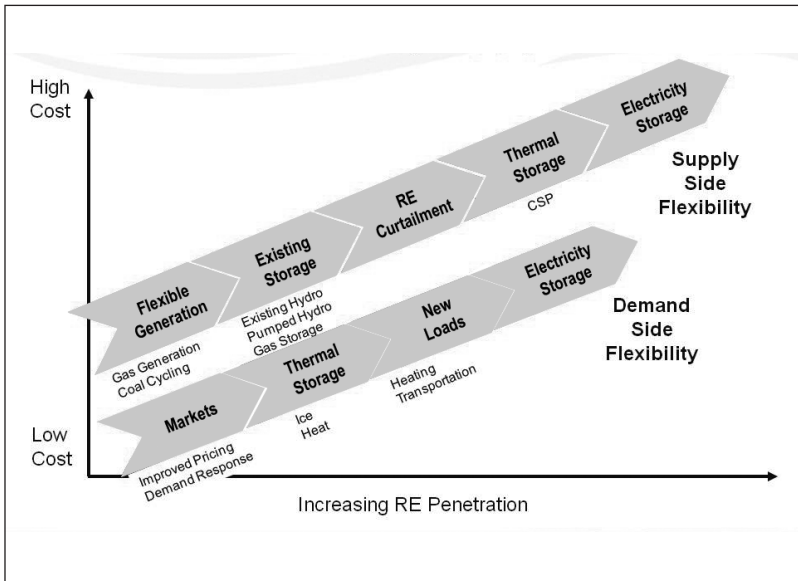 High
Cost
Electricity
Storage
Thermal
Storage
CSP
Supply
Side
Flexibility
RE
Curtailment
Existing
Storage
Existing Hydro
Pumped Hydro
Gas Storage
Flexible
Generation
Gas Generation
Coal Cycling
Electricity
Storage
Demand
Side
Flexibility
New
Loads
Heating
Transportation
Thermal
Storage
Ice
Heat
Markets
Improved Pricing
Demand Response
Low
Cost
Increasing RE Penetration